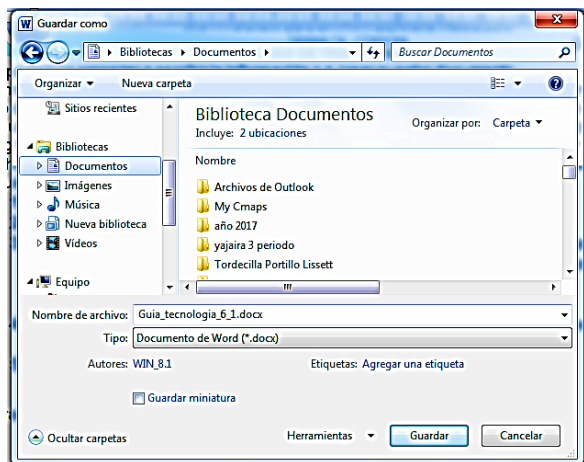 Guardar como
Bibliotecas ▸ Documentos ▸
Buscar Documentos
Organizar
Nueva carpeta
Sitios recientes
Bibliotecas
Documentos
Imágenes
Música
Nueva biblioteca
Vídeos
Equipo
Biblioteca Documentos
Incluye: 2 ubicaciones
Organizar por: Carpeta
Nombre
Archivos de Outlook
My Cmaps
año 2017
yajaira 3 periodo
Tordecilla Portillo Lissett
Nombre de archivo: Guia_tecnologia_6_1.docx
Tipo: Documento de Word (*.docx)
Autores: WIN_8.1
Etiquetas: Agregar una etiqueta
Guardar miniatura
Ocultar carpetas
Herramientas
Guardar
Cancelar